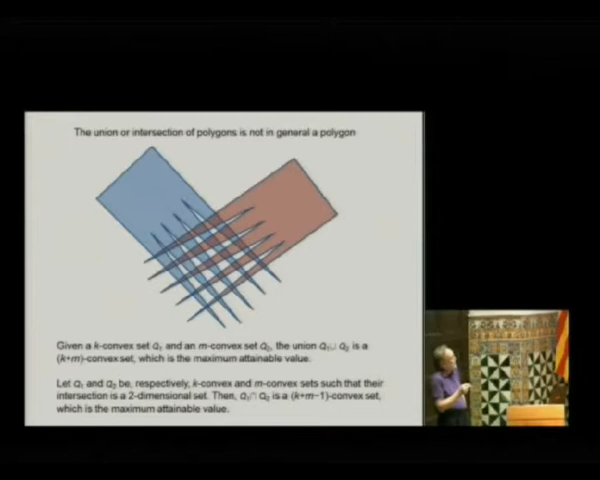 The union or intersection of polygons is not in general a polygon
Given a k-convex set Q₁ and an m-convex set Q₂, the union Q₁∪ Q₂ is a
(k+m)-convex set, which is the maximum attainable value.
Let Q₁ and Q₂ be, respectively, k-convex and m-convex sets such that their
intersection is a 2-dimensional set. Then, Q₁∩ Q₂ is a (k+m−1)-convex set,
which is the maximum attainable value.